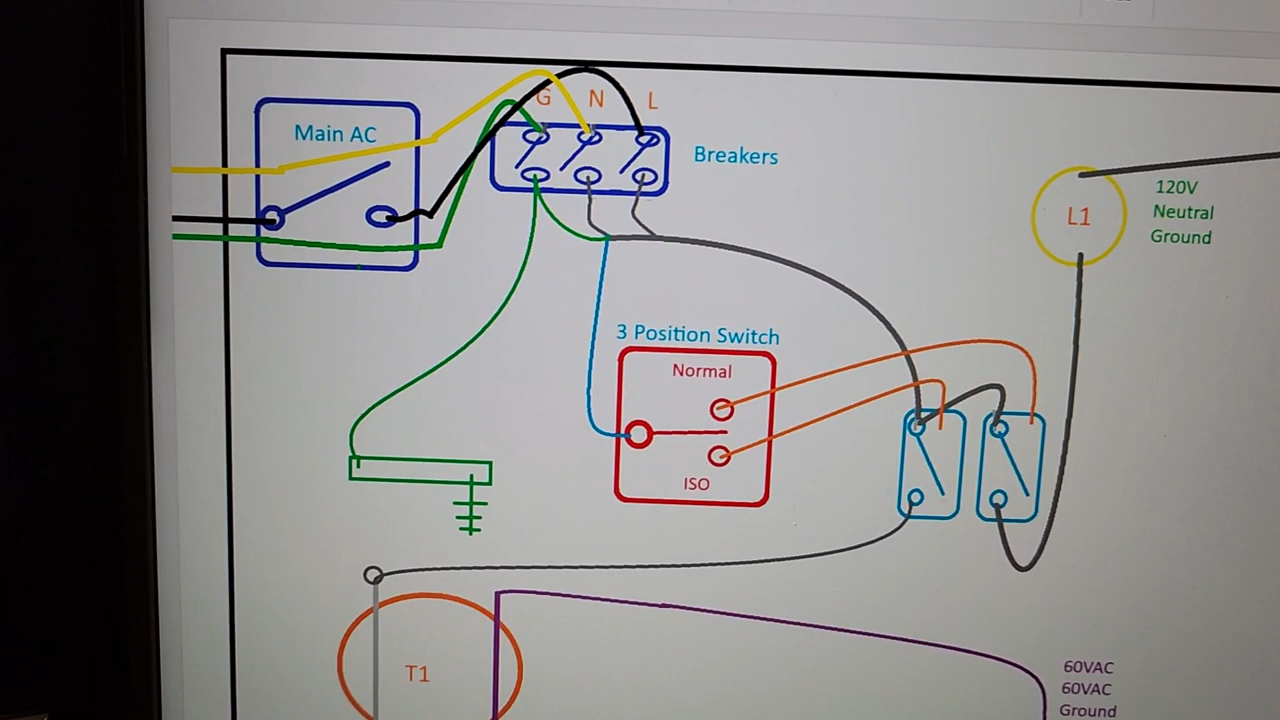 G N L
Main AC
Breakers
120V
Neutral
Ground
L1
3 Position Switch
Normal
ISO
T1
60VAC
60VAC
Ground